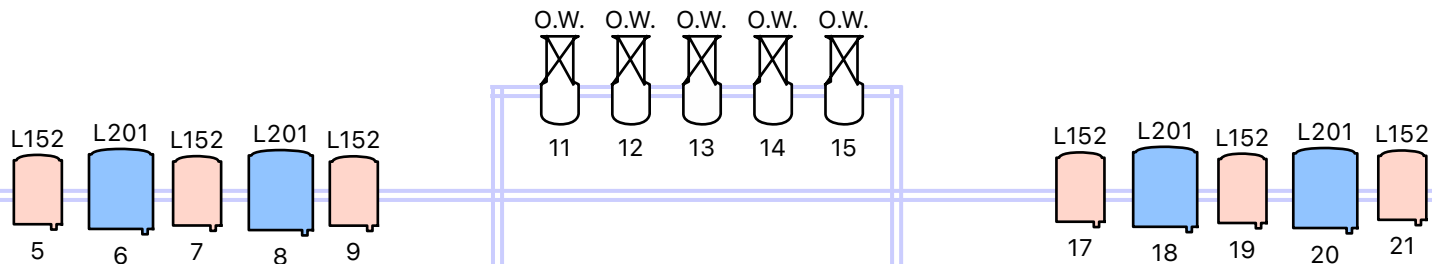 O.W. O.W. O.W. O.W. O.W.
11 12 13 14 15
L152 L201 L152 L201 L152
5 6 7 8 9
L152 L201 L152 L201 L152
17 18 19 20 21